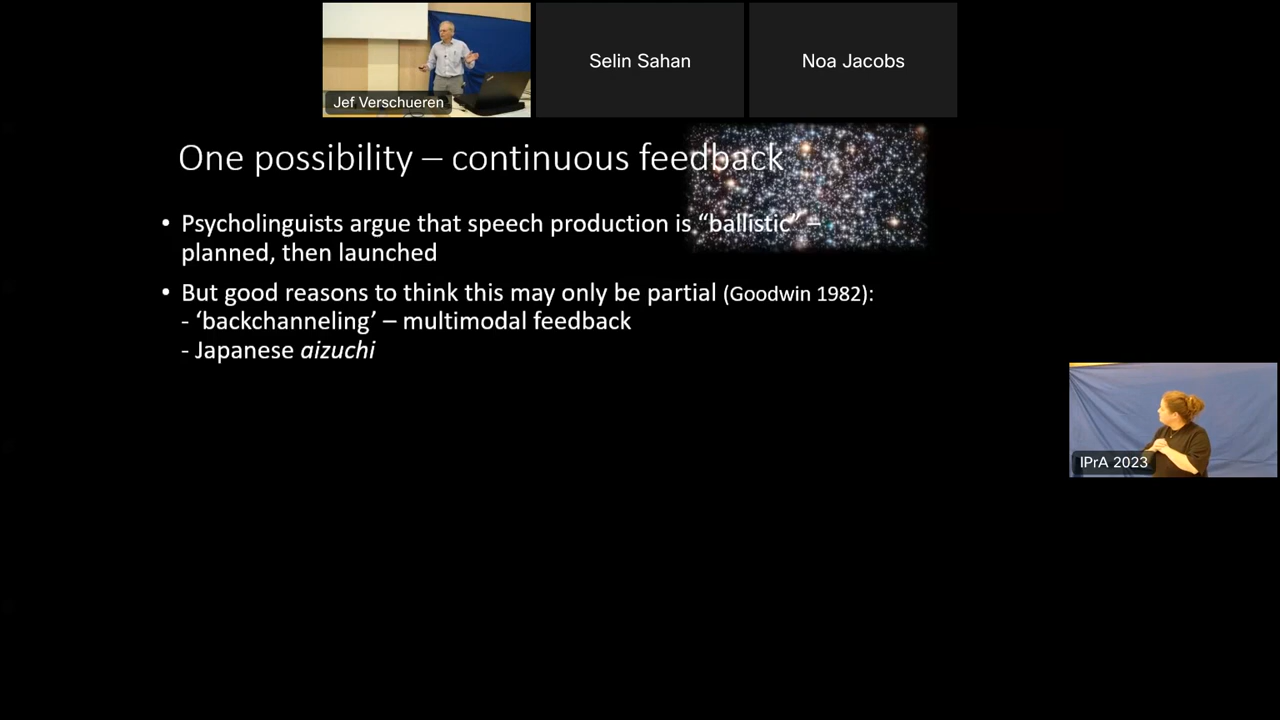 Jef Verschueren
Selin Sahan
Noa Jacobs
One possibility – continuous feedback
• Psycholinguists argue that speech production is “ballistic” –
planned, then launched
• But good reasons to think this may only be partial (Goodwin 1982):
- ‘backchanneling’ – multimodal feedback
- Japanese aizuchi
IPrA 2023